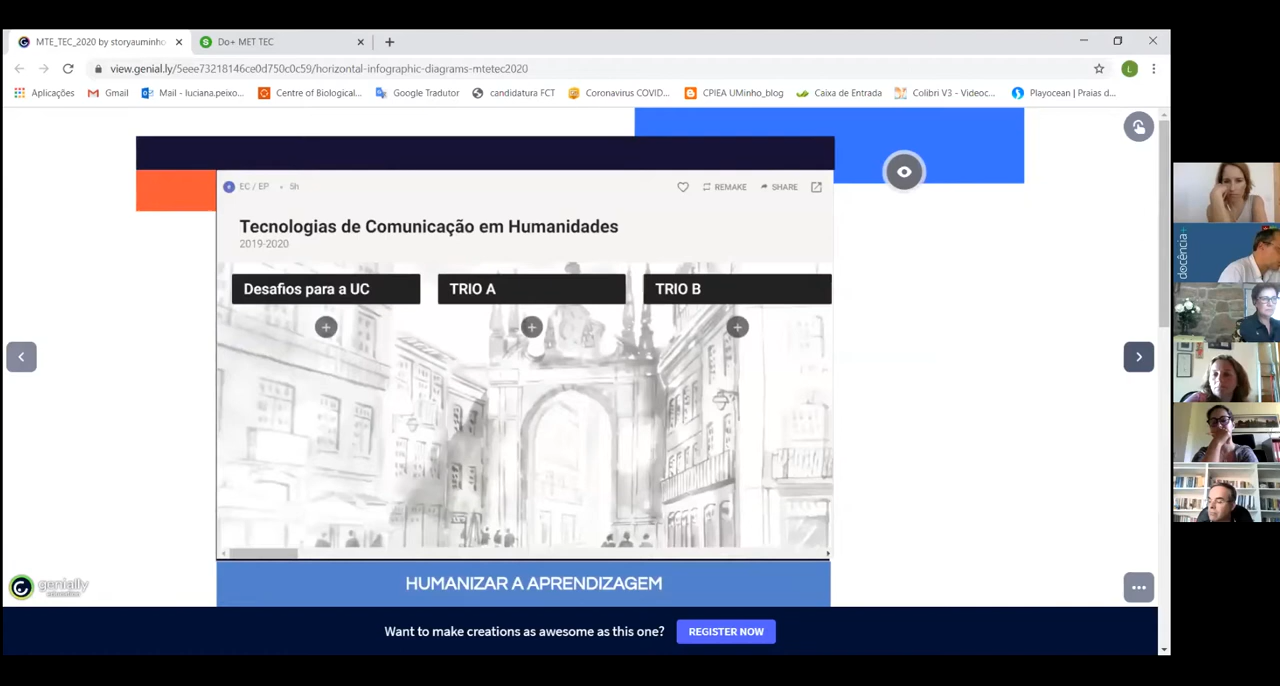 MTE_TEC_2020 by storyauminho
Do+ MET TEC
view.genial.ly/5eee73218146ce0d750c0c59/horizontal-infographic-diagrams-mtetec2020
Aplicações
Gmail
Mail - luciana.peixo...
Centre of Biological...
Google Tradutor
candidatura FCT
Coronavirus COVID...
CPIEA UMinho_blog
Caixa de Entrada
Colibri V3 - Videoc...
Playocean | Praias d...
EC / EP • 5h
REMAKE
SHARE
Tecnologias de Comunicação em Humanidades
2019-2020
Desafios para a UC
TRIO A
TRIO B
HUMANIZAR A APRENDIZAGEM
genially
education
Want to make creations as awesome as this one?
REGISTER NOW
docência+
L